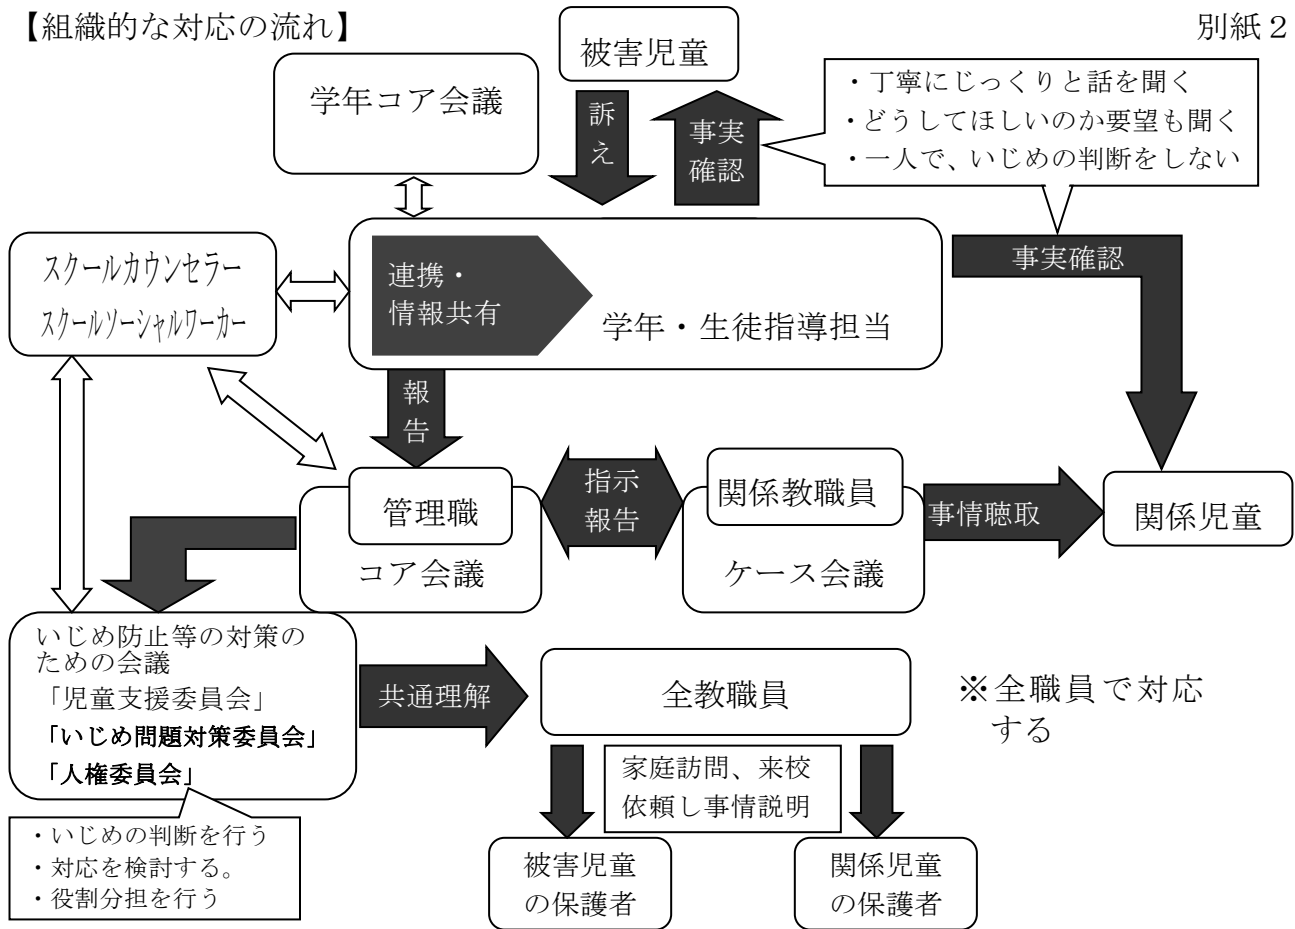 【組織的な対応の流れ】
別紙２
被害児童
学年コア会議
訴え
事実
確認
・丁寧にじっくりと話を聞く
・どうしてほしいのか要望も聞く
・一人で、いじめの判断をしない
スクールカウンセラー
スクールソーシャルワーカー
連携・
情報共有
学年・生徒指導担当
事実確認
報告
管理職
コア会議
指示
報告
関係教職員
ケース会議
事情聴取
関係児童
いじめ防止等の対策の
ための会議
「児童支援委員会」
「いじめ問題対策委員会」
「人権委員会」
共通理解
全教職員
※全職員で対応
する
家庭訪問、来校
依頼し事情説明
・いじめの判断を行う
・対応を検討する。
・役割分担を行う
被害児童
の保護者
関係児童
の保護者